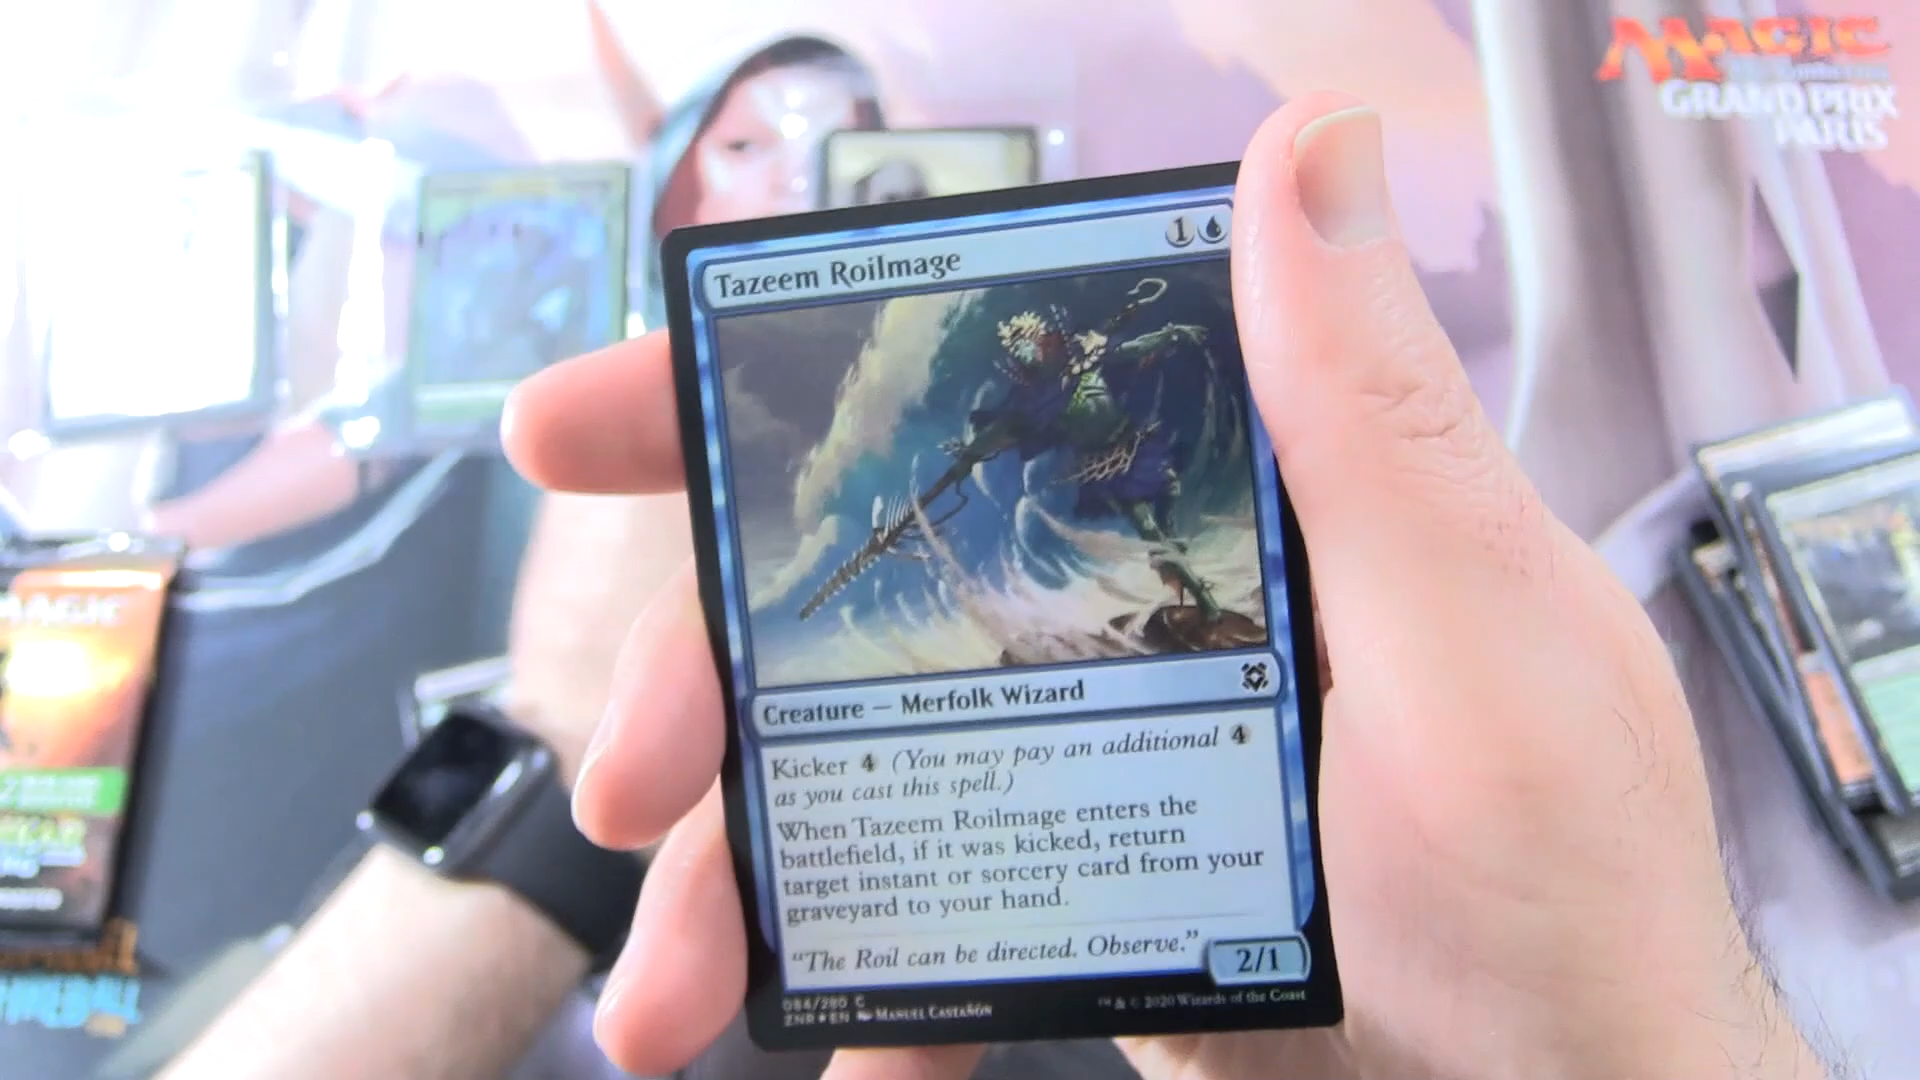 MAGIC
GRAND PRIX
PARIS
Tazeem Roilmage
1
Creature — Merfolk Wizard
Kicker 4 (You may pay an additional 4
as you cast this spell.)
When Tazeem Roilmage enters the
battlefield, if it was kicked, return
target instant or sorcery card from your
graveyard to your hand.
“The Roil can be directed. Observe.”
2/1
084/280 C
ZNR ★ EN Manuel Castañón
™ & © 2020 Wizards of the Coast
MAGIC